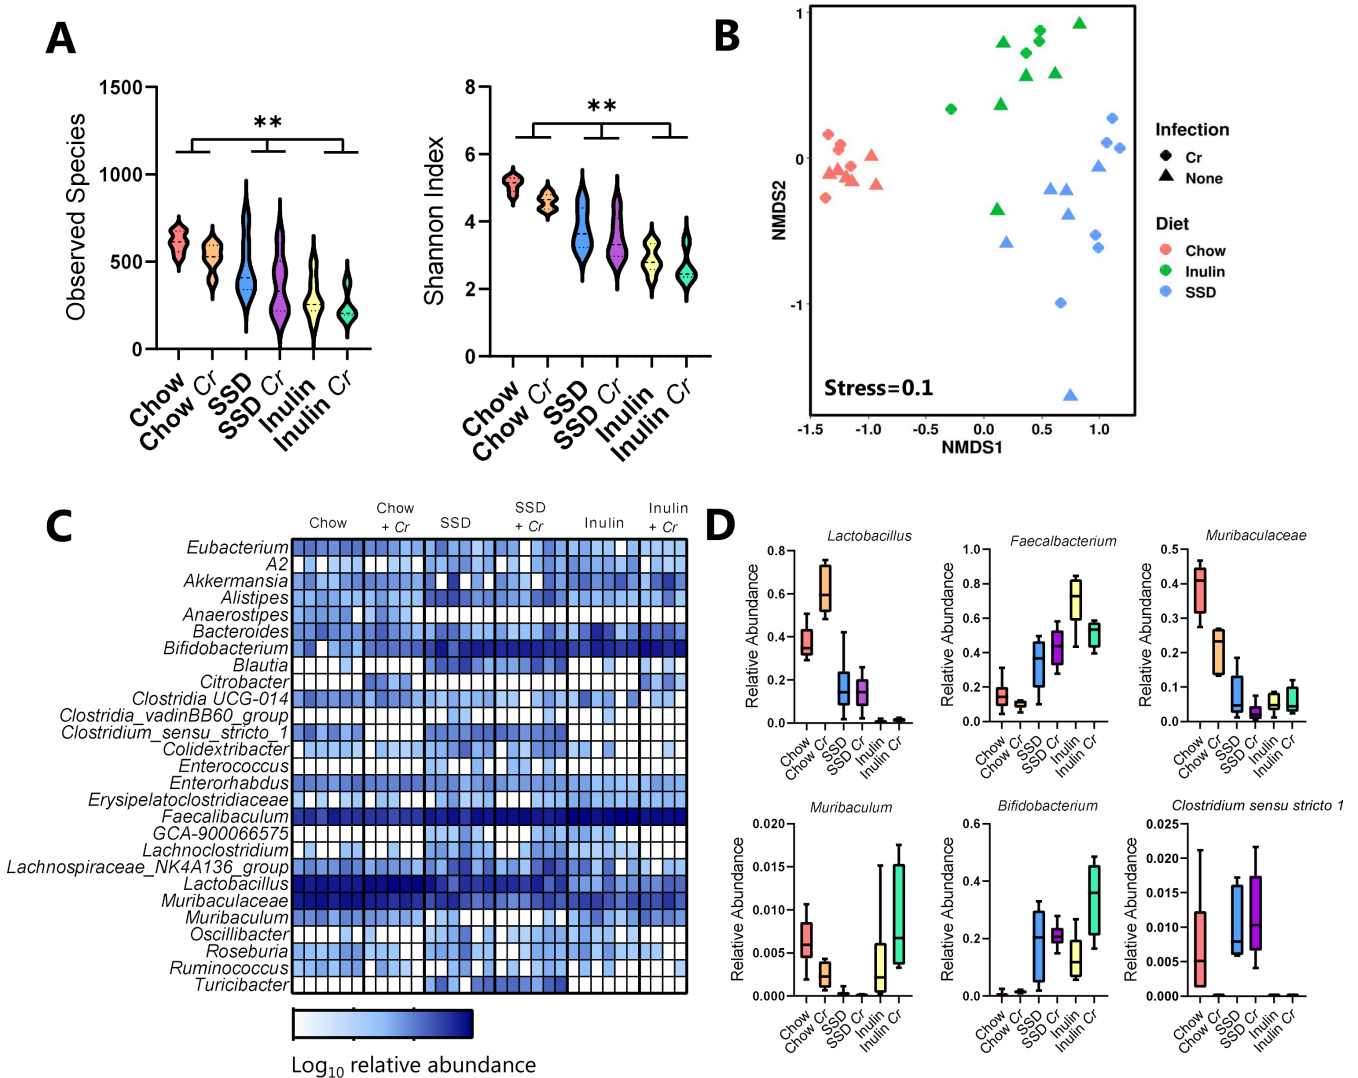 A
Observed Species
1500
1000
500
0
**
Chow
Chow Cr
SSD
SSD Cr
Inulin
Inulin Cr
Shannon Index
8
6
4
2
0
**
Chow
Chow Cr
SSD
SSD Cr
Inulin
Inulin Cr
B
NMDS2
1
0
-1
Stress=0.1
-1.5
-1.0
-0.5
0.0
0.5
1.0
NMDS1
Infection
Cr
None
Diet
Chow
Inulin
SSD
C
Chow
Chow
+ Cr
SSD
SSD
+ Cr
Inulin
Inulin
+ Cr
Eubacterium
A2
Akkermansia
Alistipes
Anaerostipes
Bacteroides
Bifidobacterium
Blautia
Citrobacter
Clostridia UCG-014
Clostridia_vadinBB60_group
Clostridium_sensu_stricto_1
Colidextribacter
Enterococcus
Enterorhabdus
Erysipelatoclostridiaceae
Faecalibaculum
GCA-900066575
Lachnoclostridium
Lachnospiraceae_NK4A136_group
Lactobacillus
Muribaculaceae
Muribaculum
Oscillibacter
Roseburia
Ruminococcus
Turicibacter
Log10 relative abundance
D
Lactobacillus
Relative Abundance
0.8
0.6
0.4
0.2
0.0
Chow
Chow Cr
SSD
SSD Cr
Inulin
Inulin Cr
Faecalbacterium
Relative Abundance
1.0
0.8
0.6
0.4
0.2
0.0
Chow
Chow Cr
SSD
SSD Cr
Inulin
Inulin Cr
Muribaculaceae
Relative Abundance
0.5
0.4
0.3
0.2
0.1
0.0
Chow
Chow Cr
SSD
SSD Cr
Inulin
Inulin Cr
Muribaculum
Relative Abundance
0.020
0.015
0.010
0.005
0.000
Chow
Chow Cr
SSD
SSD Cr
Inulin
Inulin Cr
Bifidobacterium
Relative Abundance
0.6
0.4
0.2
0.0
Chow
Chow Cr
SSD
SSD Cr
Inulin
Inulin Cr
Clostridium sensu stricto 1
Relative Abundance
0.025
0.020
0.015
0.010
0.005
0.000
Chow
Chow Cr
SSD
SSD Cr
Inulin
Inulin Cr